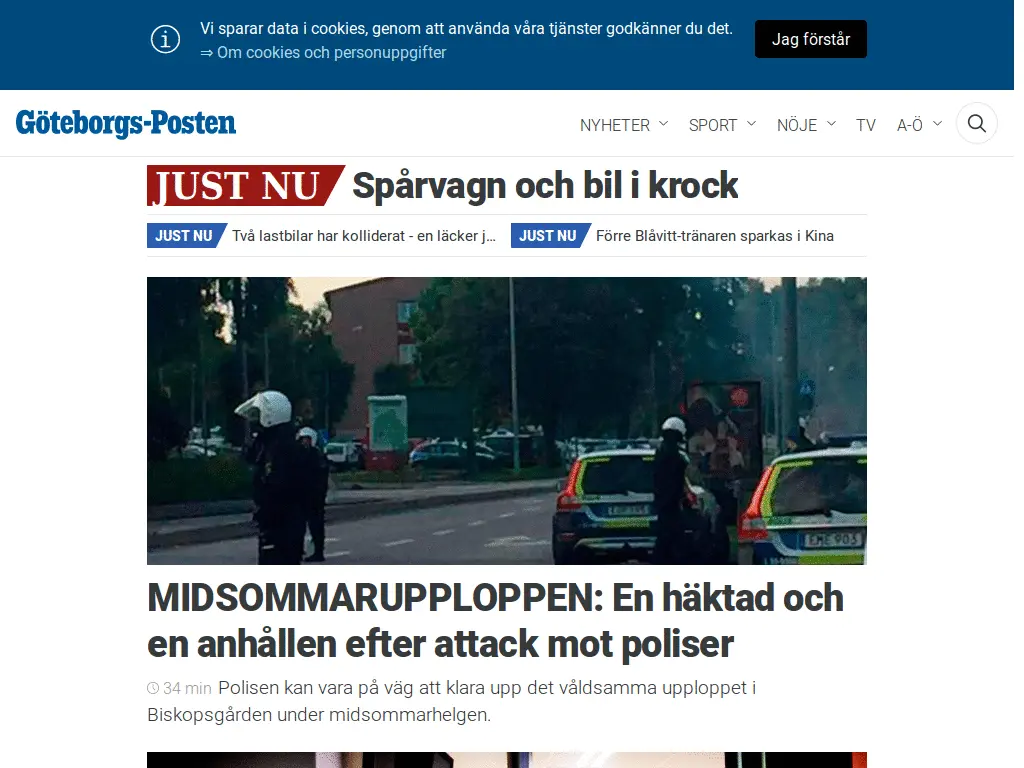 Vi sparar data i cookies, genom att använda våra tjänster godkänner du det.
⇒ Om cookies och personuppgifter
Jag förstår
Göteborgs-Posten
NYHETER
SPORT
NÖJE
TV
A-Ö
JUST NU Spårvagn och bil i krock
JUST NU Två lastbilar har kolliderat - en läcker j...
JUST NU Förre Blåvitt-tränaren sparkas i Kina
MIDSOMMARUPPLOPPEN: En häktad och
en anhållen efter attack mot poliser
34 min Polisen kan vara på väg att klara upp det våldsamma upploppet i
Biskopsgården under midsommarhelgen.